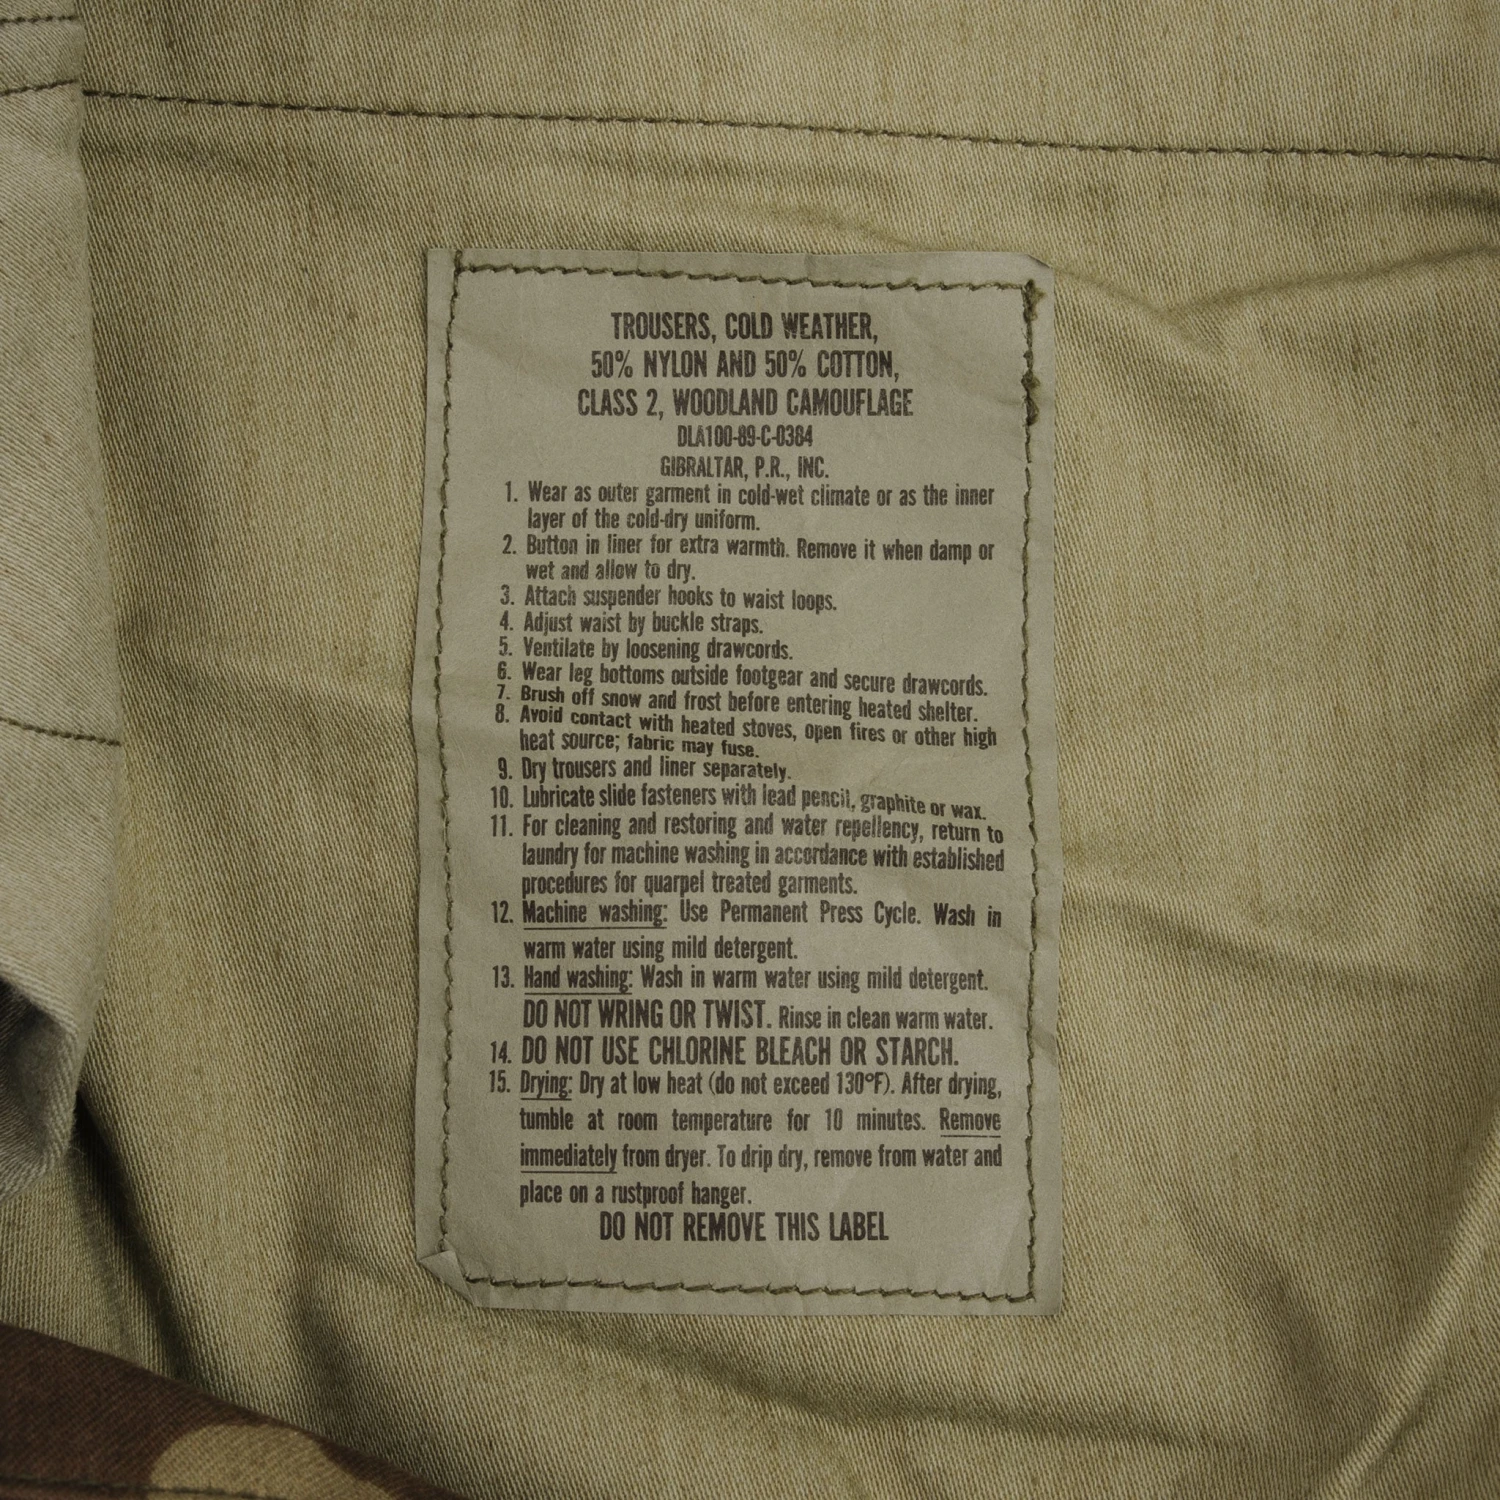 TROUSERS, COLD WEATHER,
50% NYLON AND 50% COTTON,
CLASS 2, WOODLAND CAMOUFLAGE
DLA100-89-C-0384
GIBRALTAR, P.R., INC.
1. Wear as outer garment in cold-wet climate or as the inner
layer of the cold-dry uniform.
2. Button in liner for extra warmth. Remove it when damp or
wet and allow to dry.
3. Attach suspender hooks to waist loops.
4. Adjust waist by buckle straps.
5. Ventilate by loosening drawcords.
6. Wear leg bottoms outside footgear and secure drawcords.
7. Brush off snow and frost before entering heated shelter.
8. Avoid contact with heated stoves, open fires or other high
heat source; fabric may fuse.
9. Dry trousers and liner separately.
10. Lubricate slide fasteners with lead pencil, graphite or wax.
11. For cleaning and restoring and water repellency, return to
laundry for machine washing in accordance with established
procedures for quarpel treated garments.
12. Machine washing: Use Permanent Press Cycle. Wash in
warm water using mild detergent.
13. Hand washing: Wash in warm water using mild detergent.
DO NOT WRING OR TWIST. Rinse in clean warm water.
14. DO NOT USE CHLORINE BLEACH OR STARCH.
15. Drying: Dry at low heat (do not exceed 130°F). After drying,
tumble at room temperature for 10 minutes. Remove
immediately from dryer. To drip dry, remove from water and
place on a rustproof hanger.
DO NOT REMOVE THIS LABEL